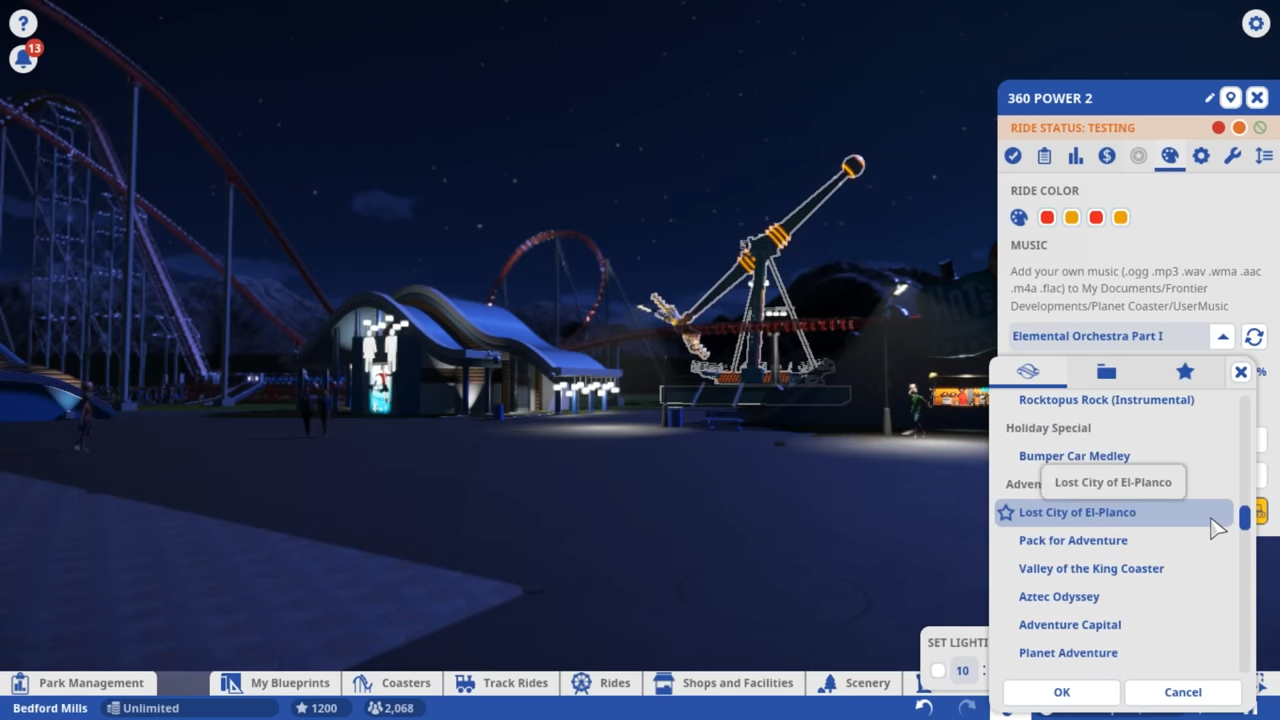 ?
13
360 POWER 2
RIDE STATUS: TESTING
RIDE COLOR
MUSIC
Add your own music (.ogg .mp3 .wav .wma .aac
.m4a .flac) to My Documents/Frontier
Developments/Planet Coaster/UserMusic
Elemental Orchestra Part I
%
Rocktopus Rock (Instrumental)
Holiday Special
Bumper Car Medley
Adven
Lost City of El-Planco
Lost City of El-Planco
Pack for Adventure
Valley of the King Coaster
Aztec Odyssey
Adventure Capital
Planet Adventure
OK
Cancel
SET LIGHTI
10 :
Park Management
My Blueprints
Coasters
Track Rides
Rides
Shops and Facilities
Scenery
Bedford Mills
Unlimited
1200
2,068